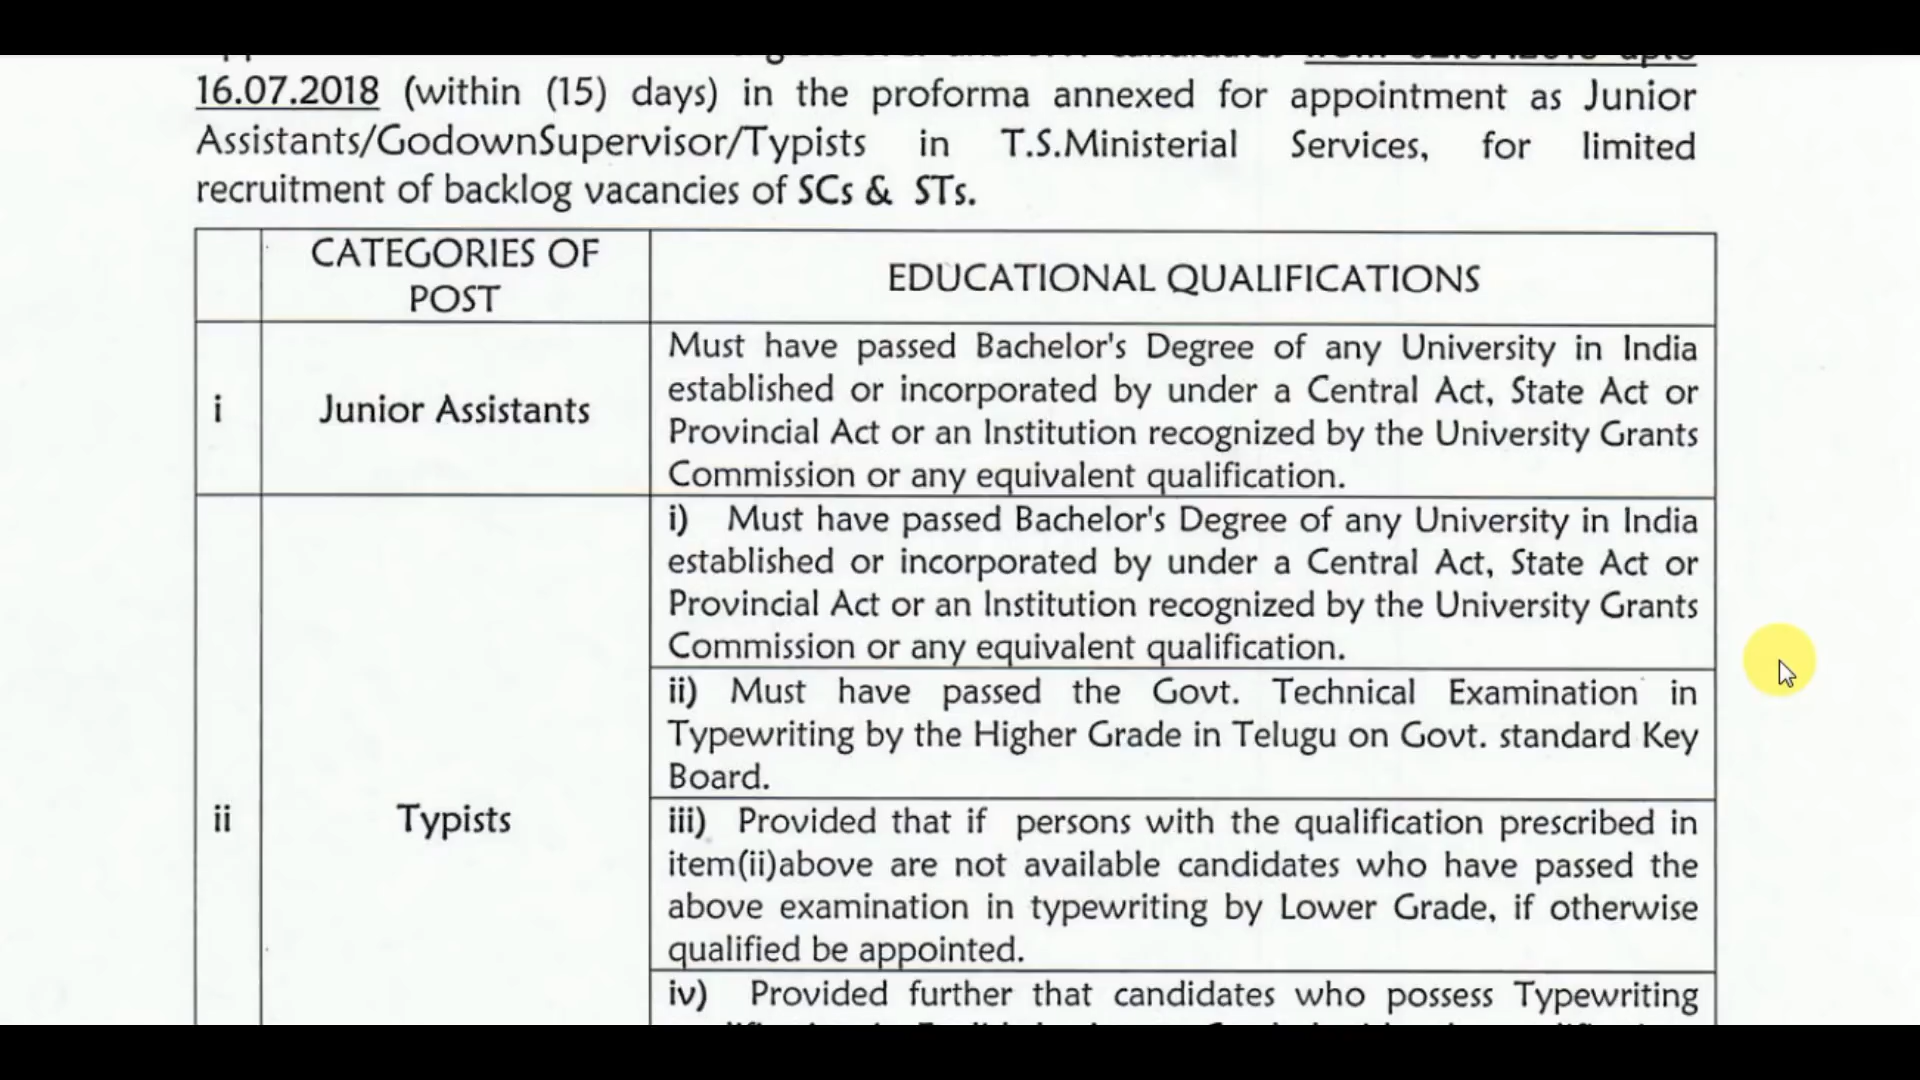 16.07.2018 (within (15) days) in the proforma annexed for appointment as Junior
Assistants/GodownSupervisor/Typists in T.S.Ministerial Services, for limited
recruitment of backlog vacancies of SCs & STs.
CATEGORIES OF
POST
EDUCATIONAL QUALIFICATIONS
i
Junior Assistants
Must have passed Bachelor's Degree of any University in India
established or incorporated by under a Central Act, State Act or
Provincial Act or an Institution recognized by the University Grants
Commission or any equivalent qualification.
ii
Typists
i) Must have passed Bachelor's Degree of any University in India
established or incorporated by under a Central Act, State Act or
Provincial Act or an Institution recognized by the University Grants
Commission or any equivalent qualification.
ii) Must have passed the Govt. Technical Examination in
Typewriting by the Higher Grade in Telugu on Govt. standard Key
Board.
iii) Provided that if persons with the qualification prescribed in
item(ii)above are not available candidates who have passed the
above examination in typewriting by Lower Grade, if otherwise
qualified be appointed.
iv) Provided further that candidates who possess Typewriting